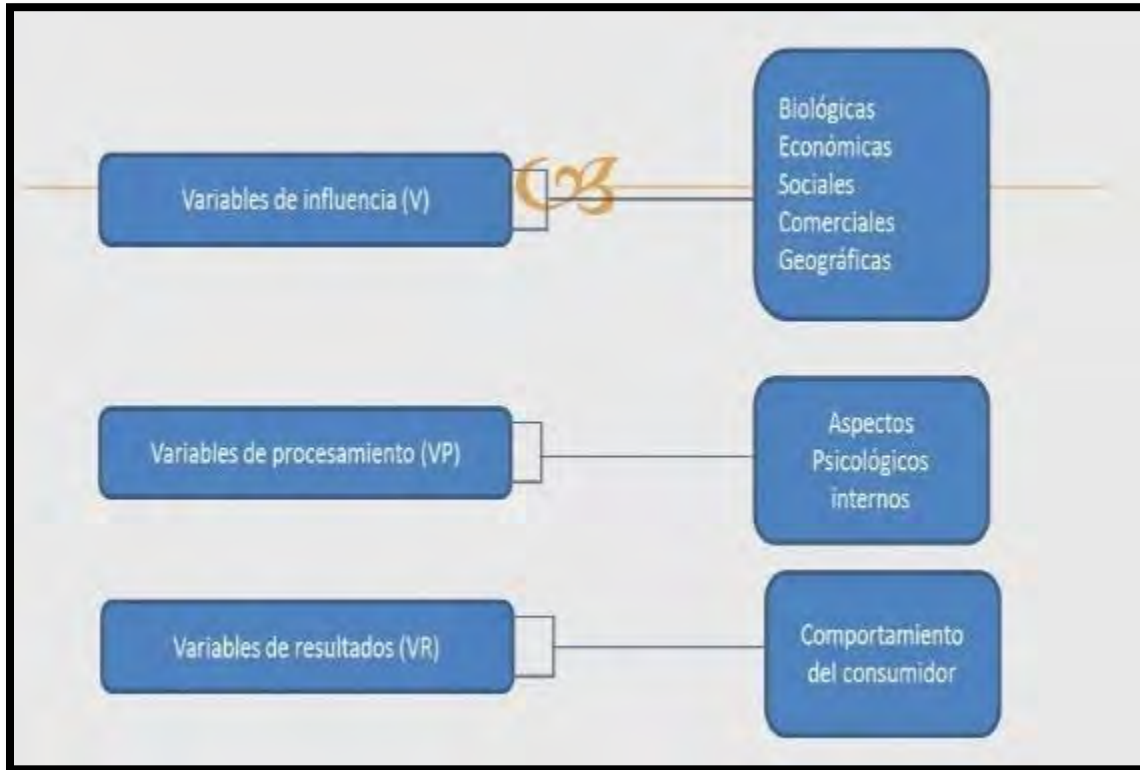 Variables de influencia (V)
Biológicas
Económicas
Sociales
Comerciales
Geográficas
Variables de procesamiento (VP)
Aspectos
Psicológicos
internos
Variables de resultados (VR)
Comportamiento
del consumidor